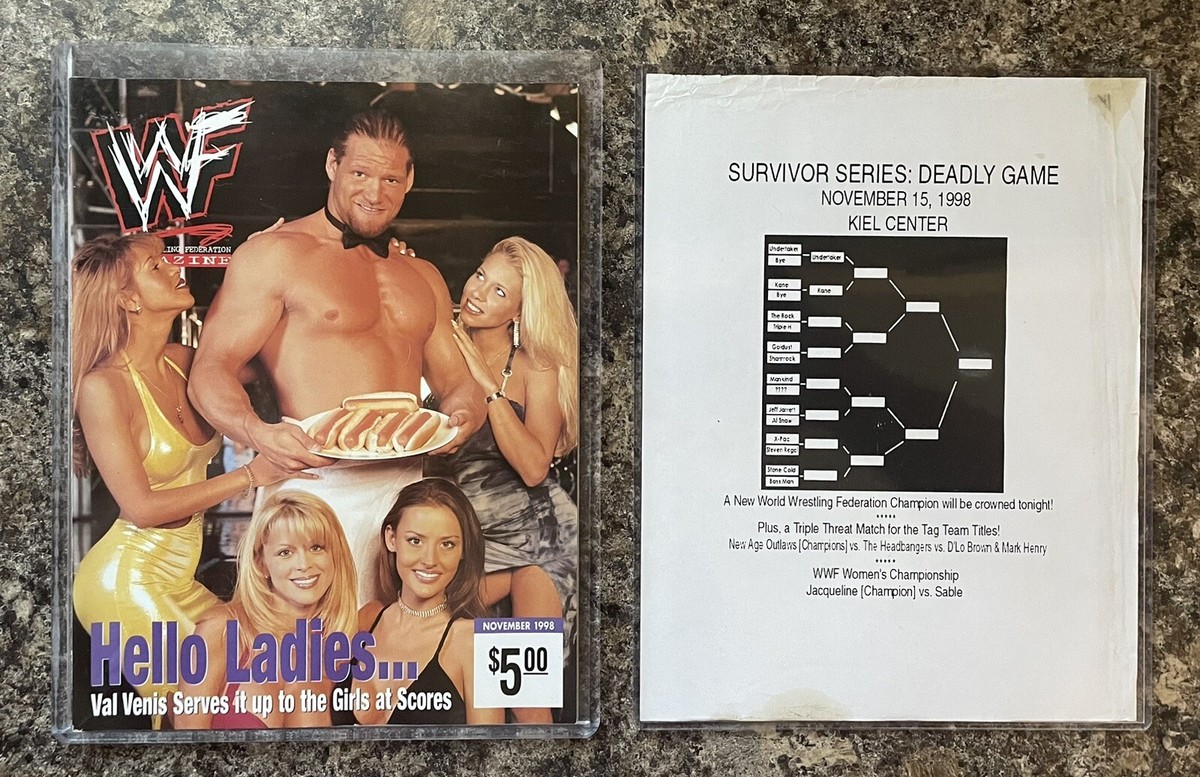 WF
LING FEDERATION
AZINE
Hello Ladies...
Val Venis Serves it up to the Girls at Scores
NOVEMBER 1998
$5.00
SURVIVOR SERIES: DEADLY GAME
NOVEMBER 15, 1998
KIEL CENTER
Undertaker
Bye
Undertaker
Kane
Bye
Kane
The Rock
Triple H
Goldust
Shamrock
Mankind
????
Jeff Jarrett
Al Snow
X-Pac
Steven Rega
Stone Cold
Boss Man
A New World Wrestling Federation Champion will be crowned tonight!
*****
Plus, a Triple Threat Match for the Tag Team Titles!
New Age Outlaws [Champions] vs. The Headbangers vs. D'Lo Brown & Mark Henry
*****
WWF Women's Championship
Jacqueline [Champion] vs. Sable